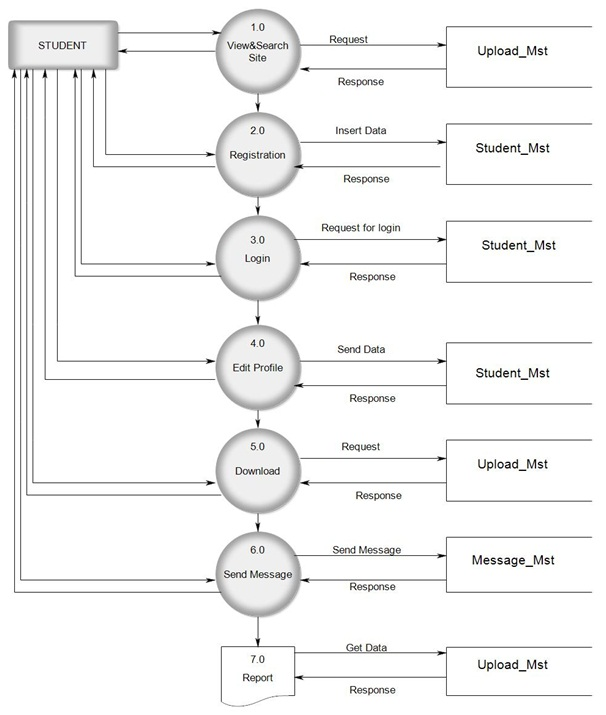 STUDENT
1.0
View&Search
Site
Request
Response
Upload_Mst
2.0
Registration
Insert Data
Response
Student_Mst
3.0
Login
Request for login
Response
Student_Mst
4.0
Edit Profile
Send Data
Response
Student_Mst
5.0
Download
Request
Response
Upload_Mst
6.0
Send Message
Send Message
Response
Message_Mst
7.0
Report
Get Data
Response
Upload_Mst